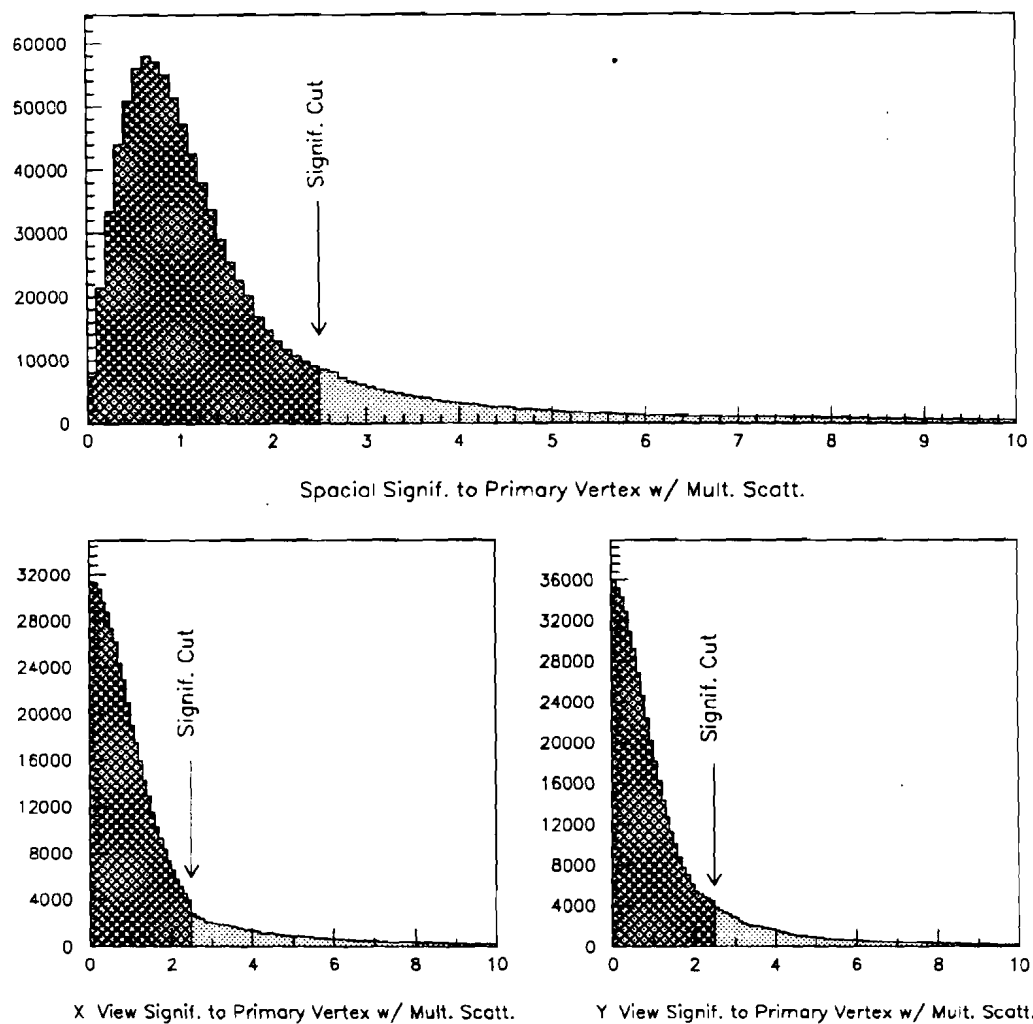 60000
50000
40000
30000
20000
10000
0
Signif. Cut
0 1 2 3 4 5 6 7 8 9 10
Spacial Signif. to Primary Vertex w/ Mult. Scatt.
32000
28000
24000
20000
16000
12000
8000
4000
0
Signif. Cut
0 2 4 6 8 10
X View Signif. to Primary Vertex w/ Mult. Scatt.
36000
32000
28000
24000
20000
16000
12000
8000
4000
0
Signif. Cut
0 2 4 6 8 10
Y View Signif. to Primary Vertex w/ Mult. Scatt.